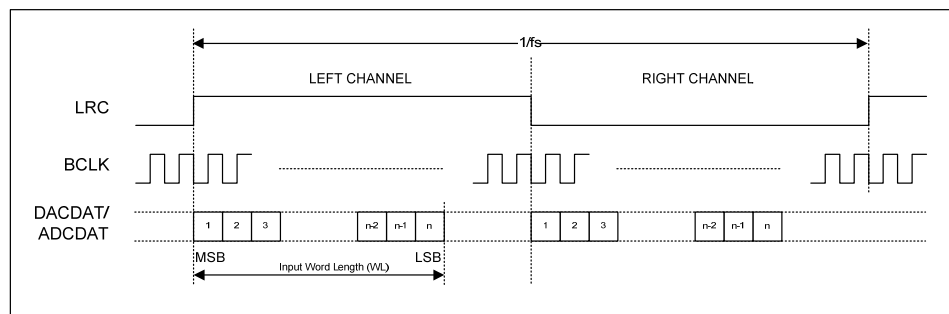 1/fs
LEFT CHANNEL RIGHT CHANNEL
LRC
BCLK
DACDAT/
ADCDAT
1 2 3 n-2 n-1 n 1 2 3 n-2 n-1 n
MSB LSB
Input Word Length (WL)